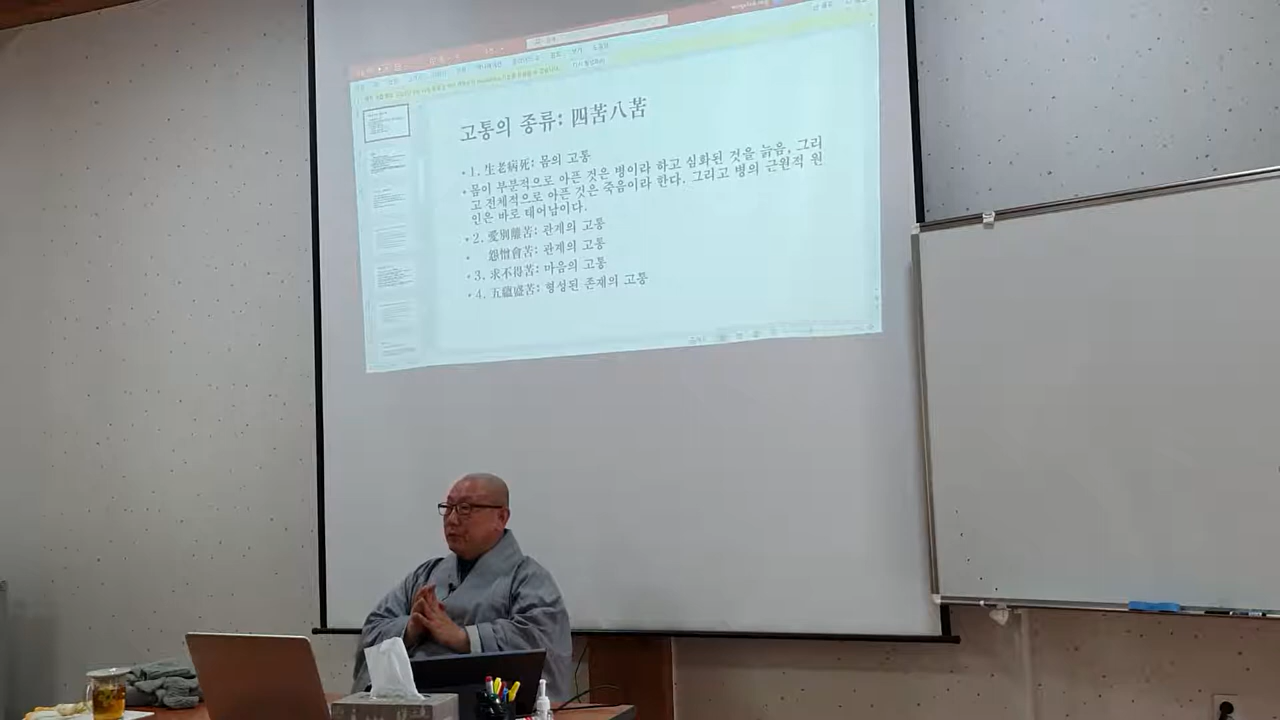 고통의 종류: 四苦八苦
• 1. 生老病死: 몸의 고통
• 몸이 부분적으로 아픈 것은 병이라 하고 심화된 것을 늙음, 그리
고 전체적으로 아픈 것은 죽음이라 한다. 그리고 병의 근원적 원
인은 바로 태어남이다.
• 2. 愛別離苦: 관계의 고통
• 怨憎會苦: 관계의 고통
• 3. 求不得苦: 마음의 고통
• 4. 五蘊盛苦: 형성된 존재의 고통